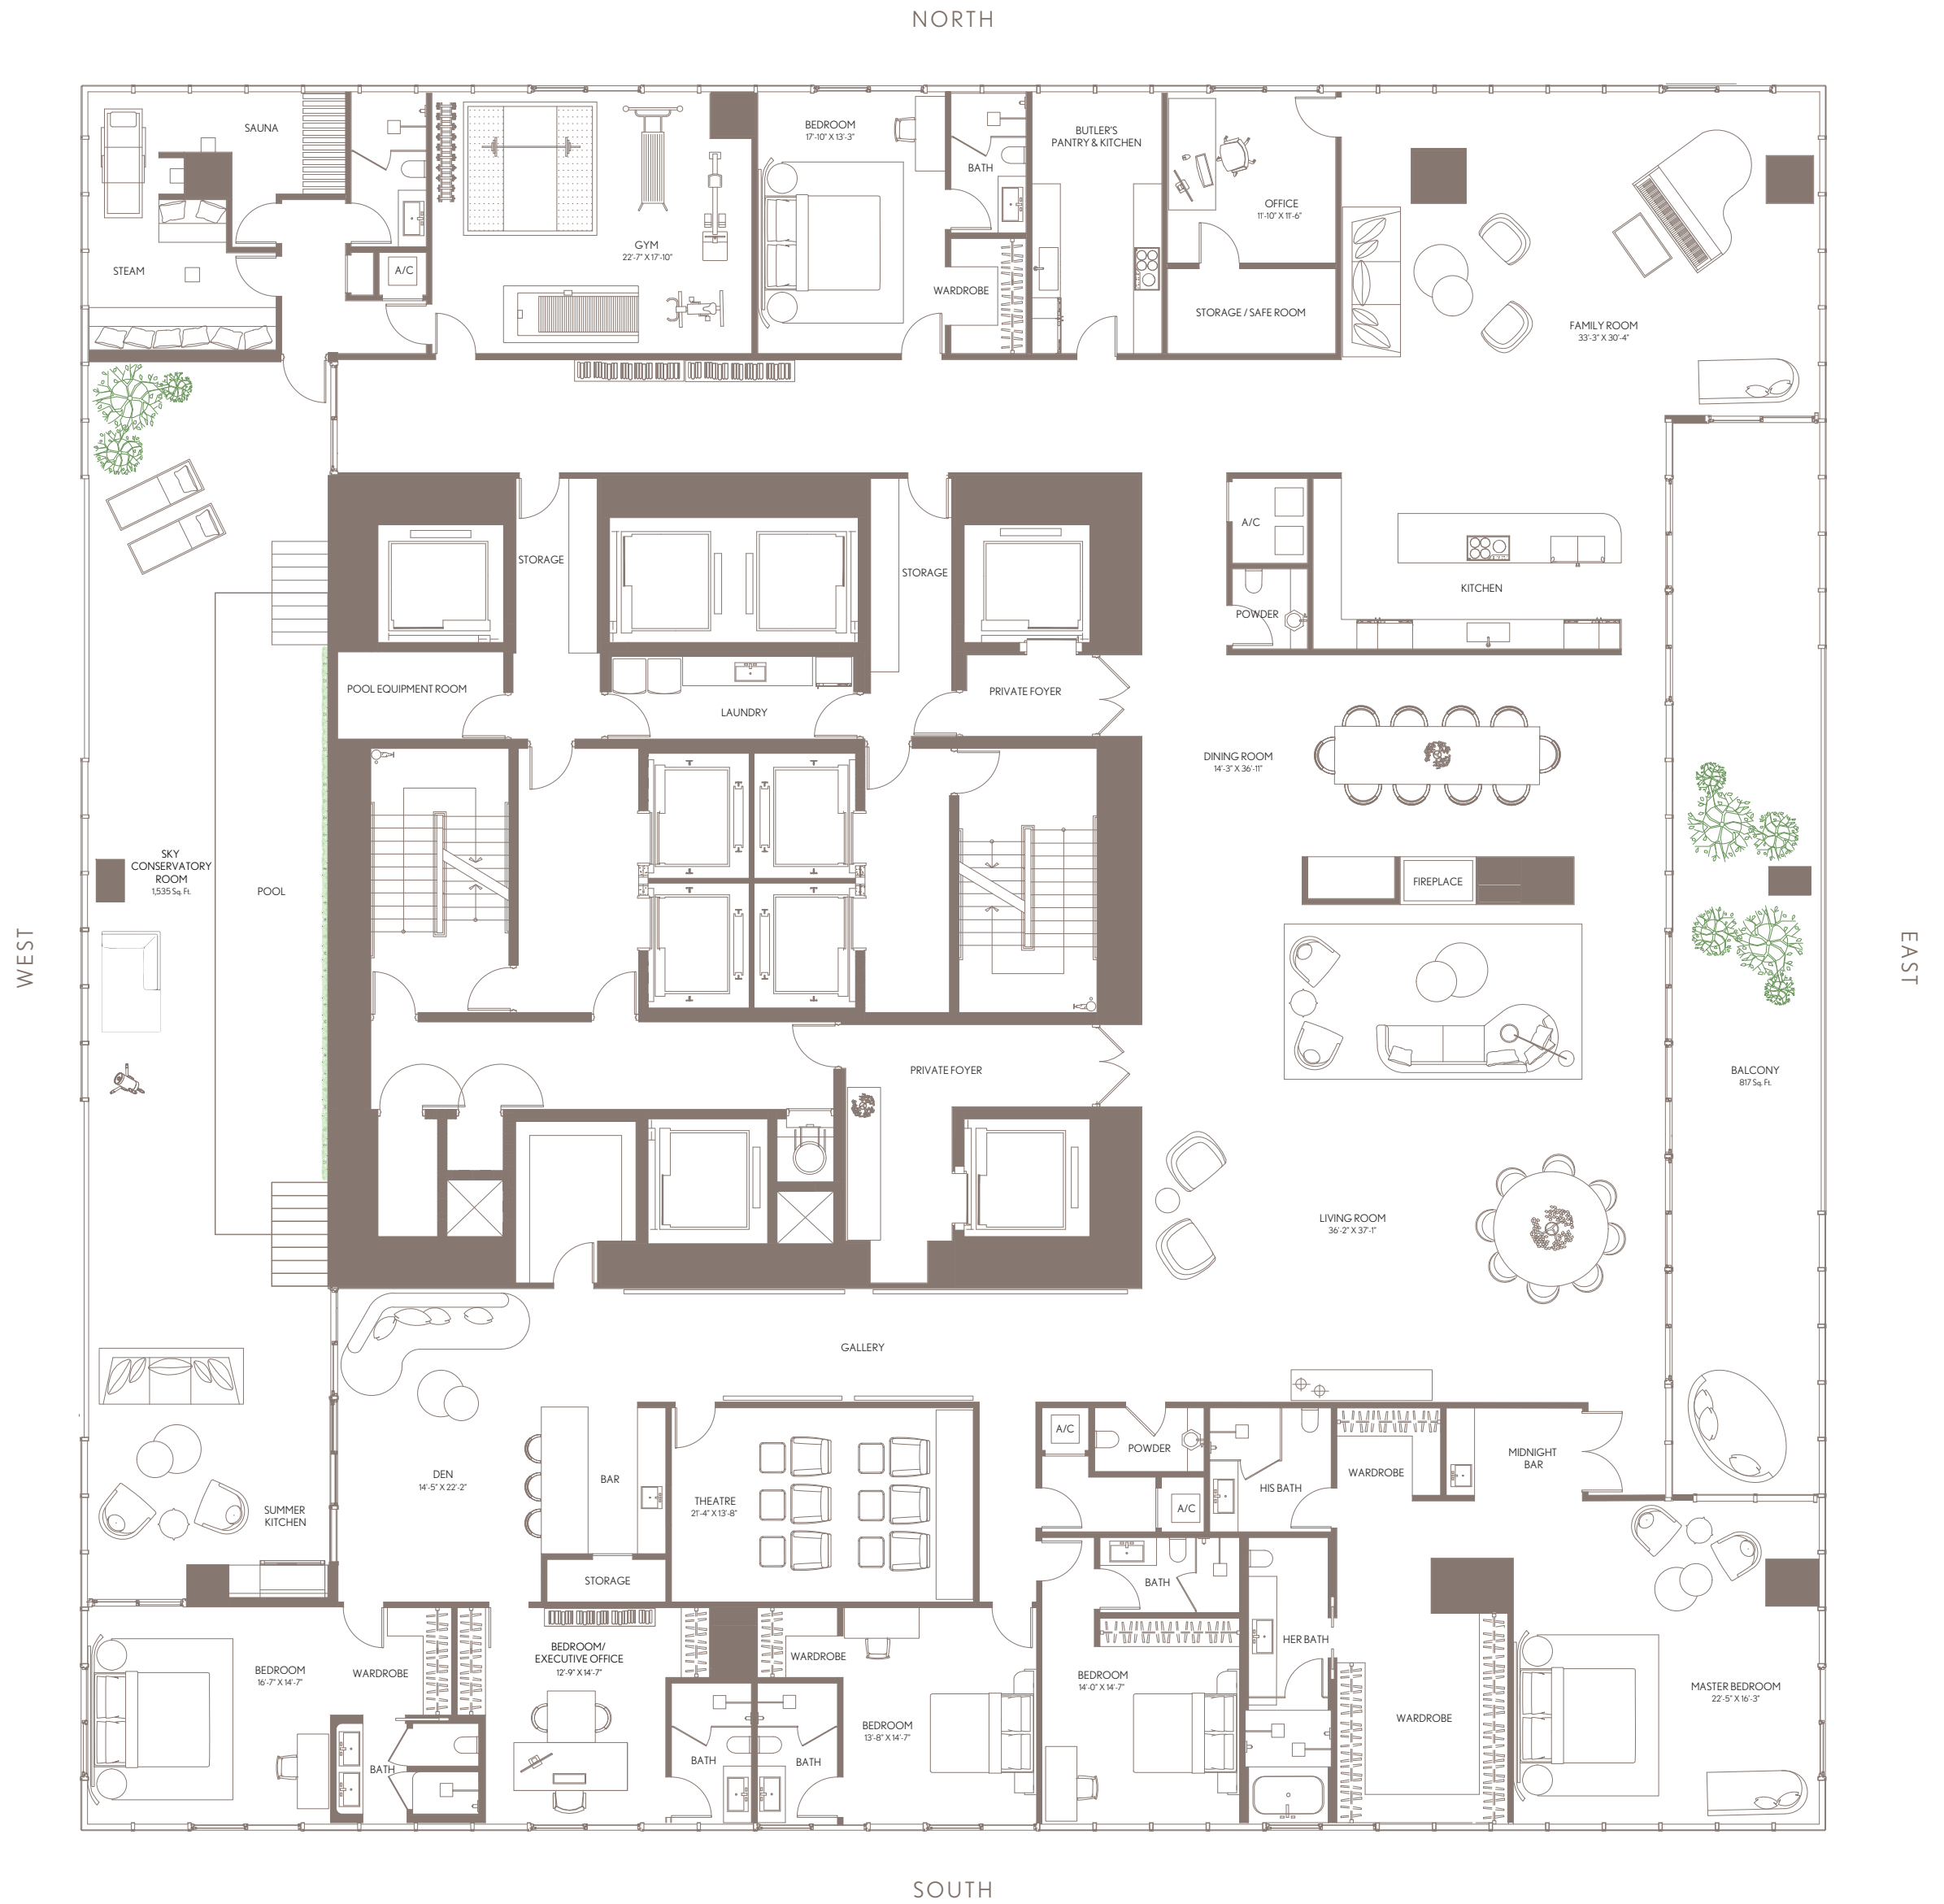 NORTH
SAUNA
STEAM
A/C
GYM
22'-7" X 17'-10"
BEDROOM
17'-10" X 13'-3"
BATH
WARDROBE
BUTLER'S
PANTRY & KITCHEN
OFFICE
11'-10" X 11'-6"
STORAGE / SAFE ROOM
FAMILY ROOM
33'-3" X 30'-4"
STORAGE
STORAGE
A/C
POWDER
KITCHEN
POOL EQUIPMENT ROOM
LAUNDRY
PRIVATE FOYER
DINING ROOM
14'-3" X 36'-11"
SKY
CONSERVATORY
ROOM
1,535 Sq. Ft.
POOL
FIREPLACE
WEST
EAST
PRIVATE FOYER
BALCONY
817 Sq. Ft.
LIVING ROOM
36'-2" X 37'-1"
GALLERY
DEN
14'-5" X 22'-2"
BAR
THEATRE
21'-4" X 13'-8"
A/C
POWDER
A/C
HIS BATH
WARDROBE
MIDNIGHT
BAR
SUMMER
KITCHEN
STORAGE
BATH
BEDROOM
16'-7" X 14'-7"
WARDROBE
BEDROOM/
EXECUTIVE OFFICE
12'-9" X 14'-7"
WARDROBE
BEDROOM
14'-0" X 14'-7"
HER BATH
MASTER BEDROOM
22'-5" X 16'-3"
BATH
BATH
BATH
BEDROOM
13'-8" X 14'-7"
WARDROBE
SOUTH